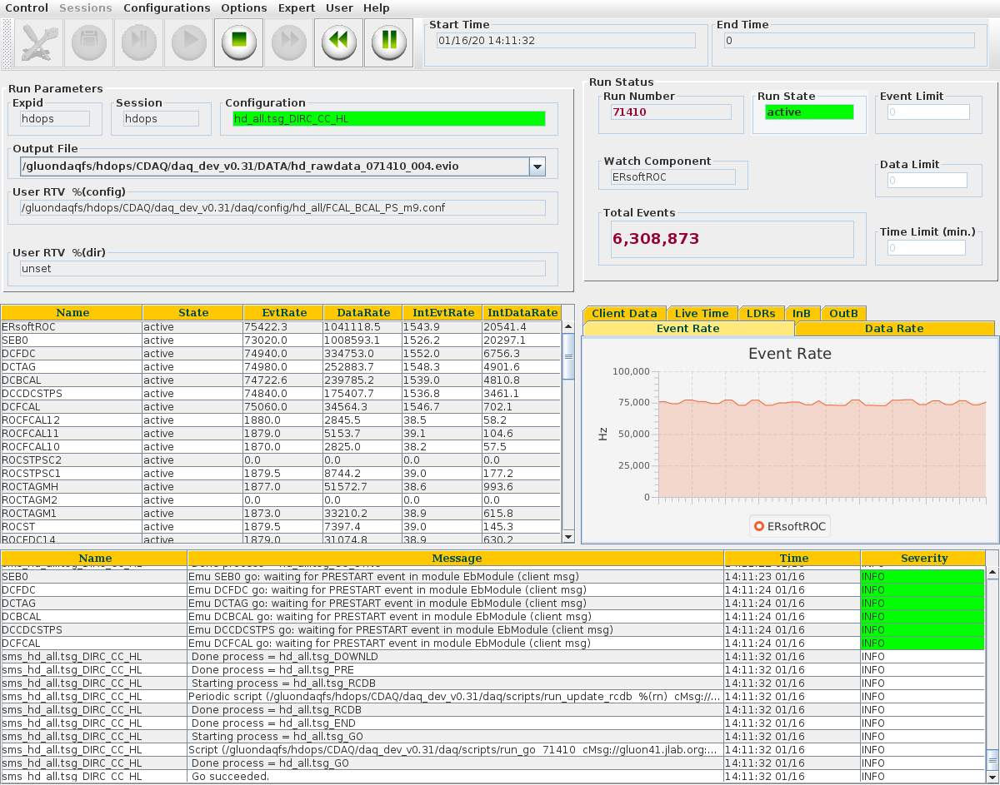 Control Sessions Configurations Options Expert User Help
Start Time
01/16/20 14:11:32
End Time
0
Run Parameters
Expid
hdops
Session
hdops
Configuration
hd_all.tsg_DIRC_CC_HL
Output File
/gluondaqfs/hdops/CDAQ/daq_dev_v0.31/DATA/hd_rawdata_071410_004.evio
User RTV %(config)
/gluondaqfs/hdops/CDAQ/daq_dev_v0.31/daq/config/hd_all/FCAL_BCAL_PS_m9.conf
User RTV %(dir)
unset
Run Status
Run Number
71410
Run State
active
Event Limit
0
Watch Component
ERsoftROC
Data Limit
0
Total Events
6,308,873
Time Limit (min.)
0
Name State EvtRate DataRate IntEvtRate IntDataRate
ERsoftROC active 75422.3 1041118.5 1543.9 20541.4
SEB0 active 73020.0 1008593.1 1526.2 20297.1
DCFDC active 74940.0 334753.0 1552.0 6756.3
DCTAG active 74980.0 252883.7 1548.3 4901.6
DCBCAL active 74722.6 239785.2 1539.0 4810.8
DCCDCSTPS active 74840.0 175407.7 1536.8 3461.1
DCFCAL active 75060.0 34564.3 1546.7 702.1
ROCFCAL12 active 1880.0 2845.5 38.5 58.2
ROCFCAL11 active 1879.0 5153.7 39.1 104.6
ROCFCAL10 active 1870.0 2825.0 38.2 57.5
ROCSTPSC2 active 0.0 0.0 0.0 0.0
ROCSTPSC1 active 1879.5 8744.2 39.0 177.2
ROCTAGMH active 1877.0 51572.7 38.6 993.6
ROCTAGM2 active 0.0 0.0 0.0 0.0
ROCTAGM1 active 1873.0 33210.2 38.9 615.8
ROCST active 1879.5 7397.4 39.0 145.3
ROCFDC14 active 1879.0 31074.8 38.9 630.2
Client Data Live Time LDRs InB OutB
Event Rate Data Rate
Event Rate
100,000
75,000
50,000
25,000
0
Hz
ERsoftROC
Name Message Time Severity
SEB0 Emu SEB0 go: waiting for PRESTART event in module EbModule (client msg) 14:11:23 01/16 INFO
DCFDC Emu DCFDC go: waiting for PRESTART event in module EbModule (client msg) 14:11:24 01/16 INFO
DCTAG Emu DCTAG go: waiting for PRESTART event in module EbModule (client msg) 14:11:24 01/16 INFO
DCBCAL Emu DCBCAL go: waiting for PRESTART event in module EbModule (client msg) 14:11:24 01/16 INFO
DCCDCSTPS Emu DCCDCSTPS go: waiting for PRESTART event in module EbModule (client msg) 14:11:24 01/16 INFO
DCFCAL Emu DCFCAL go: waiting for PRESTART event in module EbModule (client msg) 14:11:24 01/16 INFO
sms_hd_all.tsg_DIRC_CC_HL Done process = hd_all.tsg_DOWNLD 14:11:32 01/16 INFO
sms_hd_all.tsg_DIRC_CC_HL Done process = hd_all.tsg_PRE 14:11:32 01/16 INFO
sms_hd_all.tsg_DIRC_CC_HL Starting process = hd_all.tsg_RCDB 14:11:32 01/16 INFO
sms_hd_all.tsg_DIRC_CC_HL Periodic script (/gluondaqfs/hdops/CDAQ/daq_dev_v0.31/daq/scripts/run_update_rcdb %(rn) cMsg://... 14:11:32 01/16 INFO
sms_hd_all.tsg_DIRC_CC_HL Done process = hd_all.tsg_RCDB 14:11:32 01/16 INFO
sms_hd_all.tsg_DIRC_CC_HL Done process = hd_all.tsg_END 14:11:32 01/16 INFO
sms_hd_all.tsg_DIRC_CC_HL Starting process = hd_all.tsg_GO 14:11:32 01/16 INFO
sms_hd_all.tsg_DIRC_CC_HL Script (/gluondaqfs/hdops/CDAQ/daq_dev_v0.31/daq/scripts/run_go 71410 cMsg://gluon41.jlab.org:... 14:11:32 01/16 INFO
sms_hd_all.tsg_DIRC_CC_HL Done process = hd_all.tsg_GO 14:11:32 01/16 INFO
sms_hd_all.tsg_DIRC_CC_HL Go succeeded. 14:11:32 01/16 INFO